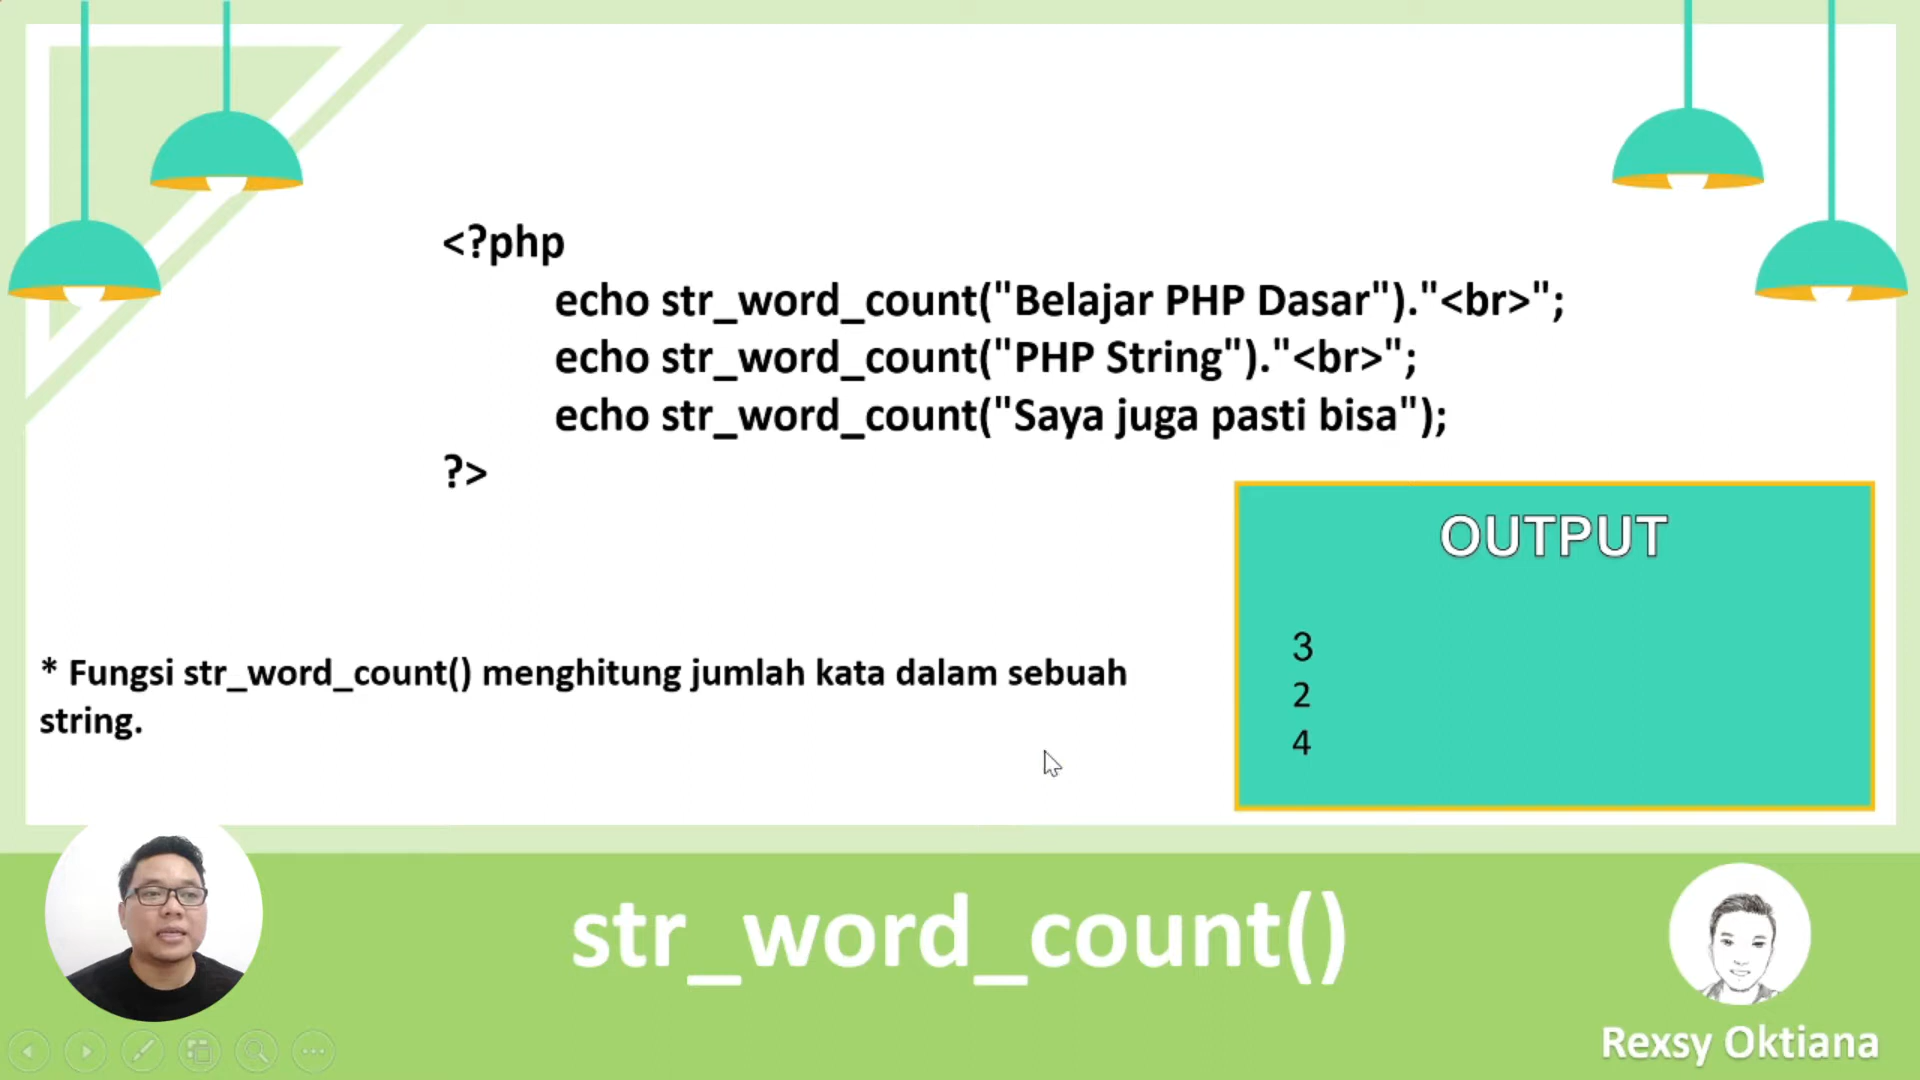 <?php
echo str_word_count("Belajar PHP Dasar")."<br>";
echo str_word_count("PHP String")."<br>";
echo str_word_count("Saya juga pasti bisa");
?>
OUTPUT
3
2
4
* Fungsi str_word_count() menghitung jumlah kata dalam sebuah
string.
str_word_count()
Rexsy Oktiana